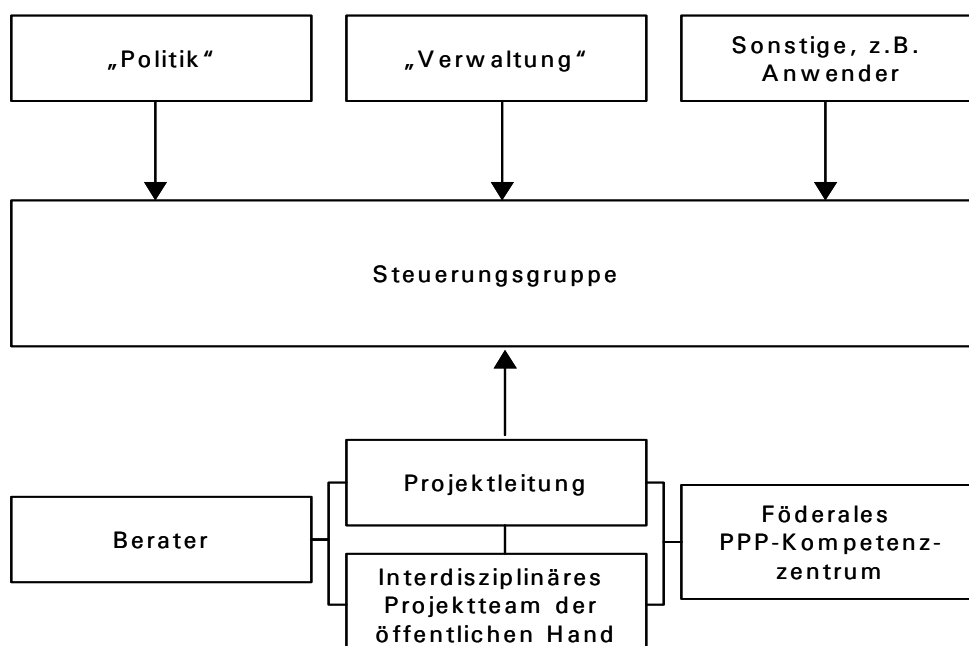 „Politik“
„Verwaltung“
Sonstige, z.B.
Anwender
Steuerungsgruppe
Projektleitung
Berater
Föderales
PPP-Kompetenz-
zentrum
Interdisziplinäres
Projektteam der
öffentlichen Hand